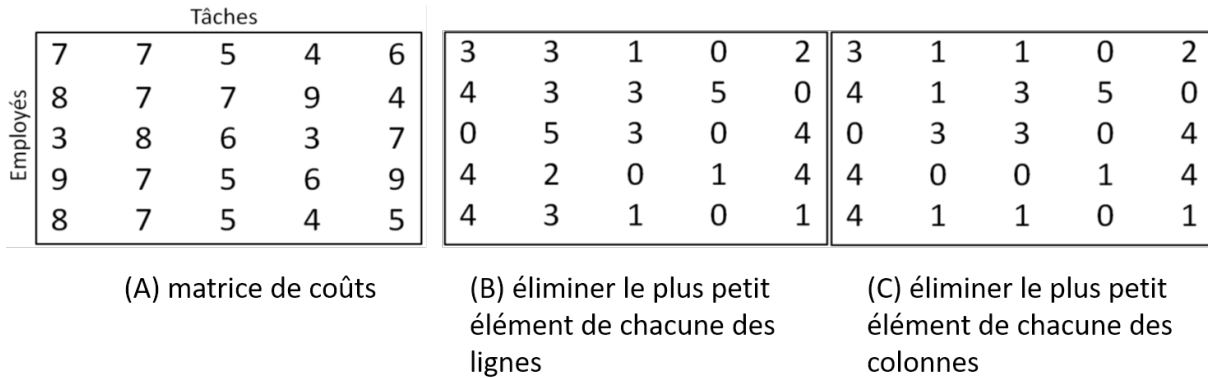 Tâches
Employés
7 7 5 4 6
8 7 7 9 4
3 8 6 3 7
9 7 5 6 9
8 7 5 4 5
3 3 1 0 2
4 3 3 5 0
0 5 3 0 4
4 2 0 1 4
4 3 1 0 1
3 1 1 0 2
4 1 3 5 0
0 3 3 0 4
4 0 0 1 4
4 1 1 0 1
(A) matrice de coûts
(B) éliminer le plus petit
élément de chacune des
lignes
(C) éliminer le plus petit
élément de chacune des
colonnes